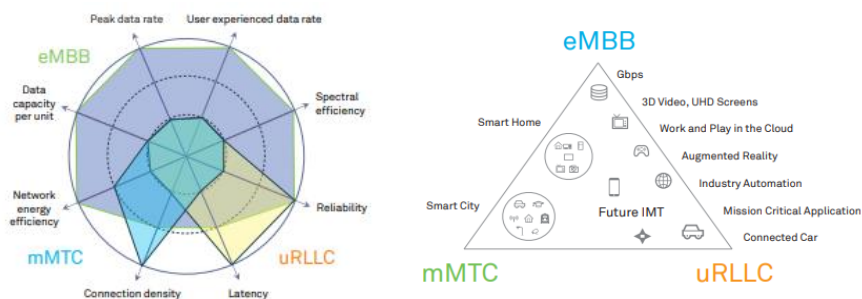 Peak data rate
User experienced data rate
eMBB
Data
capacity
per unit
Spectral
efficiency
Network
energy
efficiency
Reliability
mMTC
uRLLC
Connection density
Latency
eMBB
Gbps
3D Video, UHD Screens
Smart Home
Work and Play in the Cloud
Augmented Reality
Industry Automation
Smart City
Future IMT
Mission Critical Application
Connected Car
mMTC
uRLLC